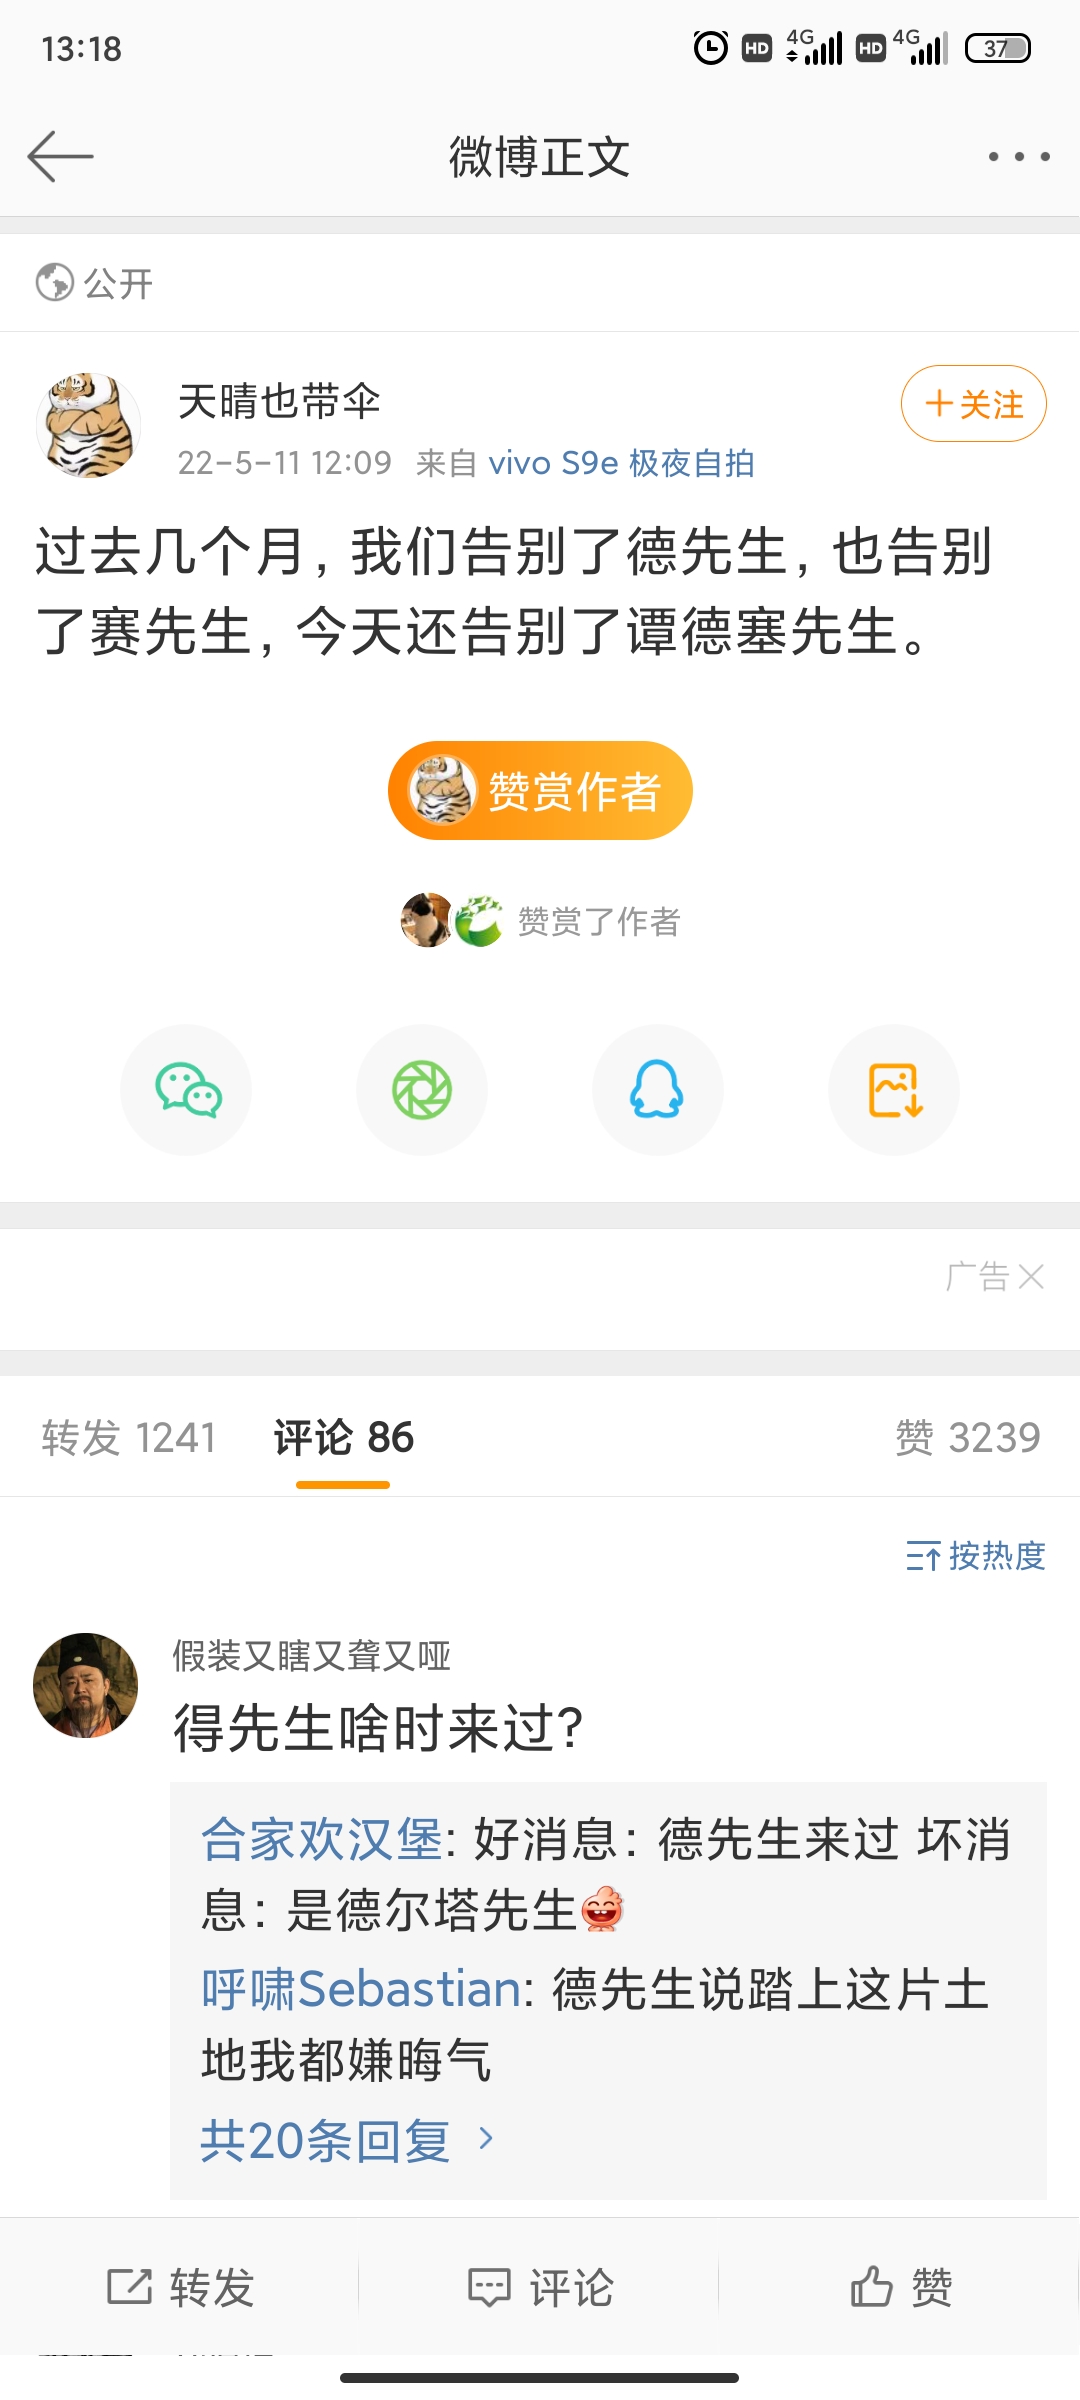 13:18
HD 4G HD 4G 37
微博正文
公开
天晴也带伞
+关注
22-5-11 12:09 来自 vivo S9e 极夜自拍
过去几个月, 我们告别了德先生, 也告别
了赛先生, 今天还告别了谭德塞先生。
赞赏作者
赞赏了作者
广告
转发 1241 评论 86 赞 3239
按热度
假装又瞎又聋又哑
得先生啥时来过?
合家欢汉堡: 好消息: 德先生来过 坏消
息: 是德尔塔先生
呼啸Sebastian: 德先生说踏上这片土
地我都嫌晦气
共20条回复
转发 评论 赞